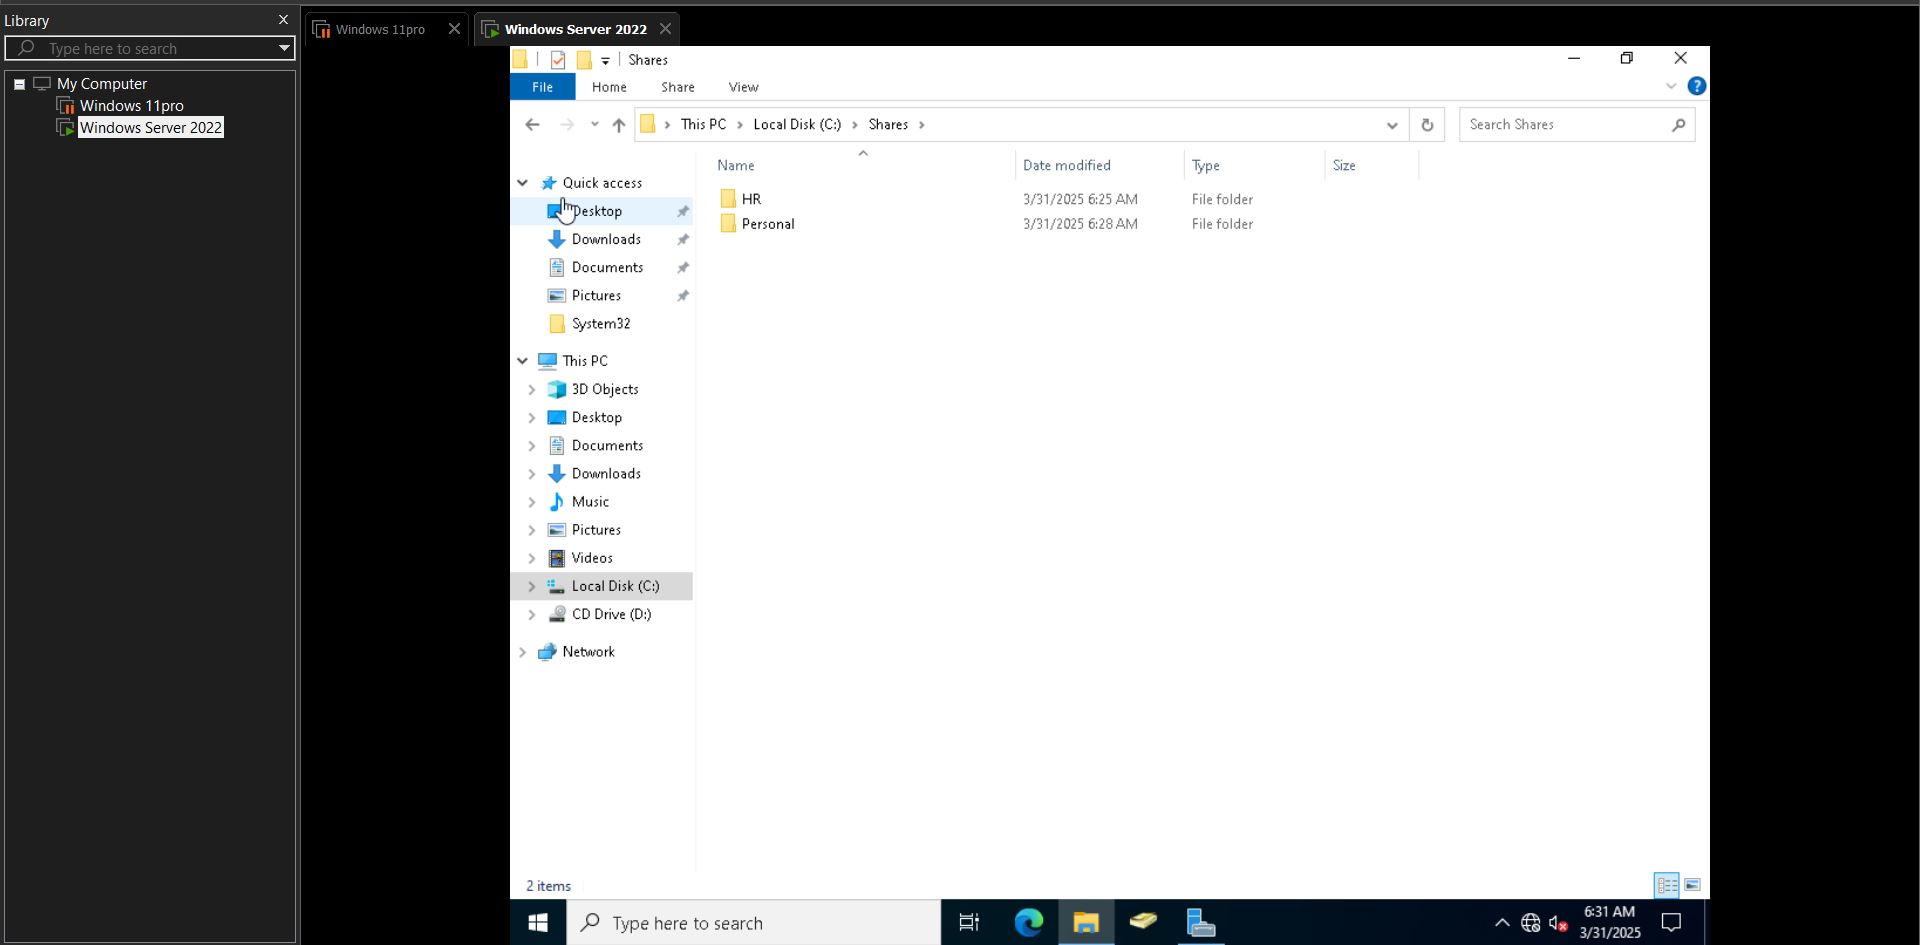 Library
Type here to search
My Computer
Windows 11pro
Windows Server 2022
Windows 11pro
Windows Server 2022
Shares
File Home Share View
This PC Local Disk (C:) Shares
Search Shares
Name Date modified Type Size
HR 3/31/2025 6:25 AM File folder
Personal 3/31/2025 6:28 AM File folder
Quick access
Desktop
Downloads
Documents
Pictures
System32
This PC
3D Objects
Desktop
Documents
Downloads
Music
Pictures
Videos
Local Disk (C:)
CD Drive (D:)
Network
2 items
Type here to search
6:31 AM
3/31/2025